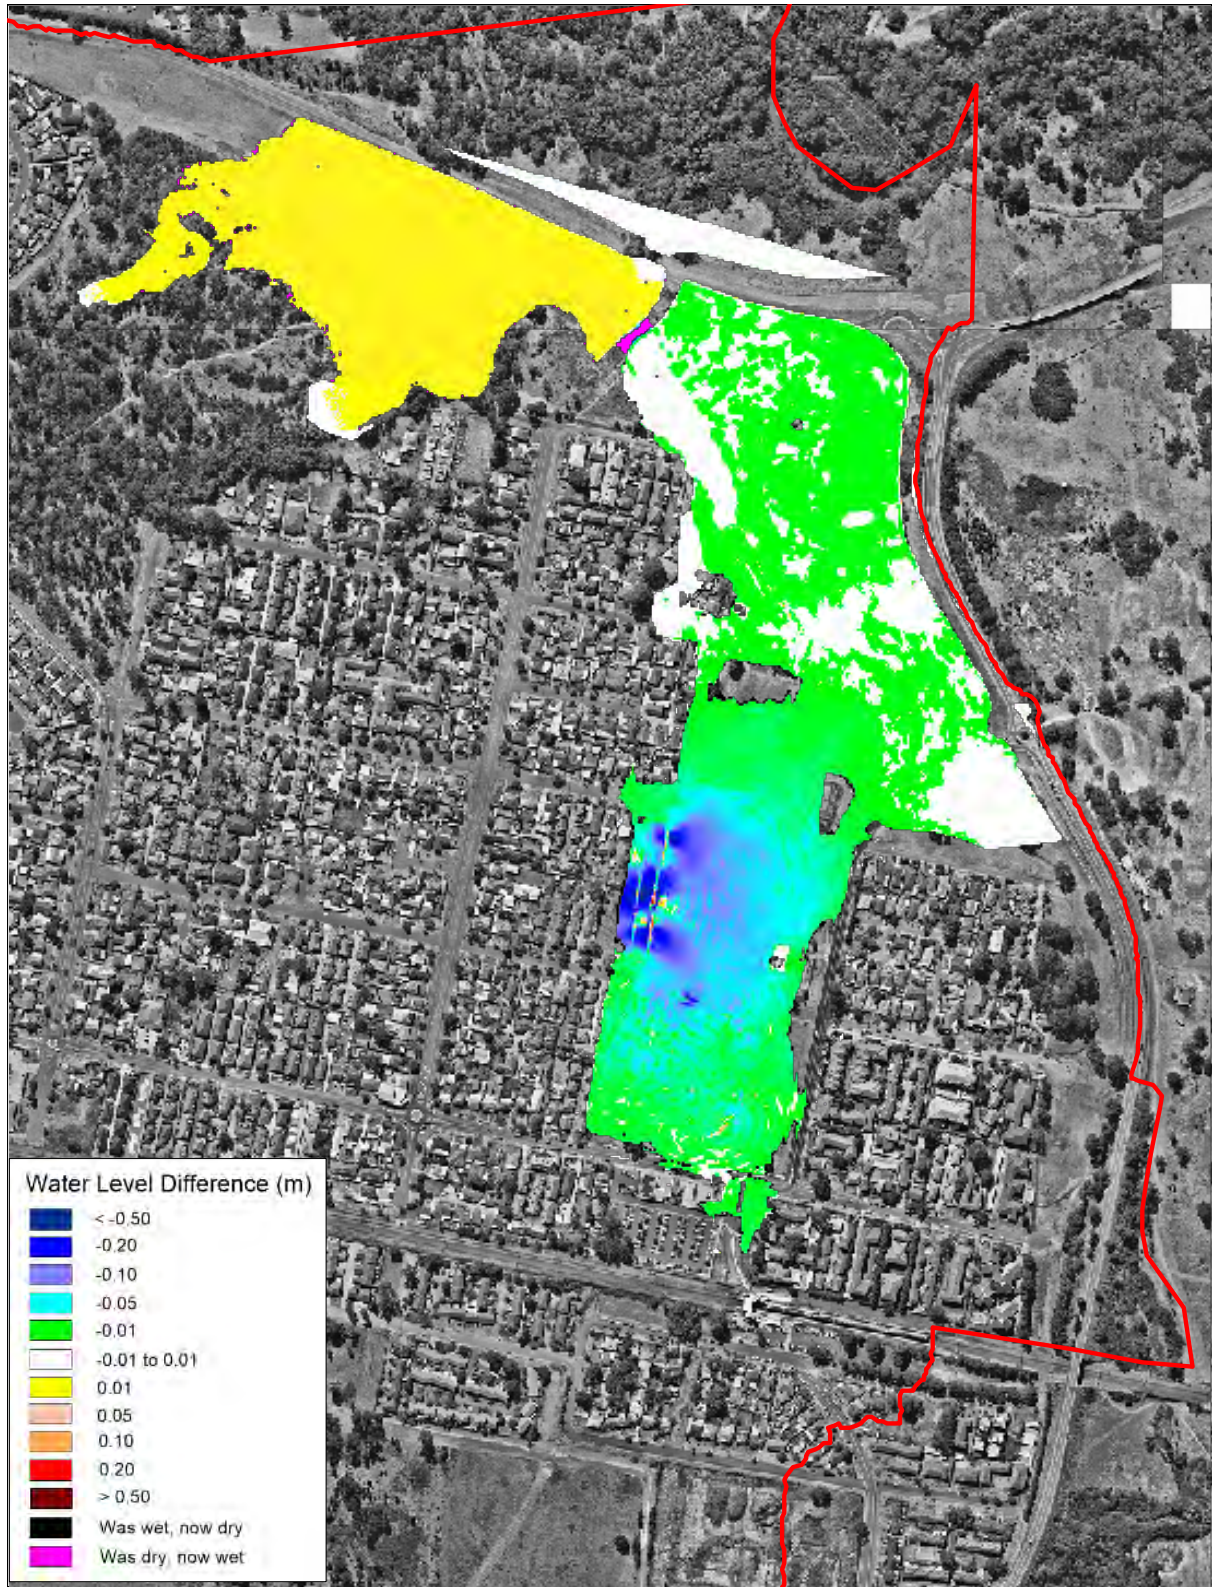 Water Level Difference (m)
< -0.50
-0.20
-0.10
-0.05
-0.01
-0.01 to 0.01
0.01
0.05
0.10
0.20
> 0.50
Was wet, now dry
Was dry, now wet